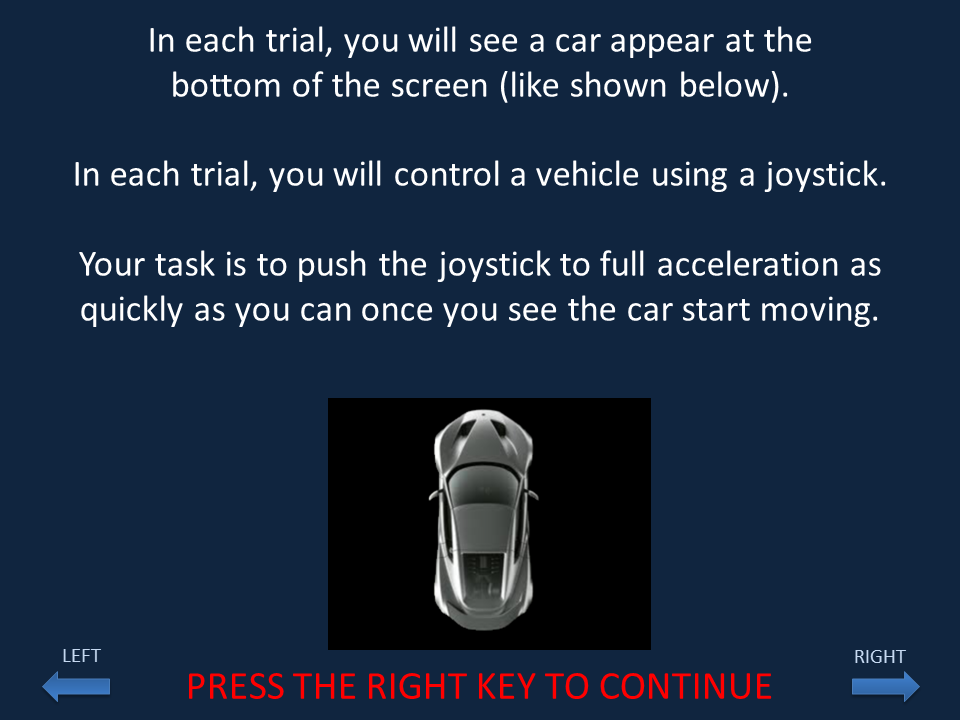 In each trial, you will see a car appear at the
bottom of the screen (like shown below).
In each trial, you will control a vehicle using a joystick.
Your task is to push the joystick to full acceleration as
quickly as you can once you see the car start moving.
LEFT
RIGHT
PRESS THE RIGHT KEY TO CONTINUE